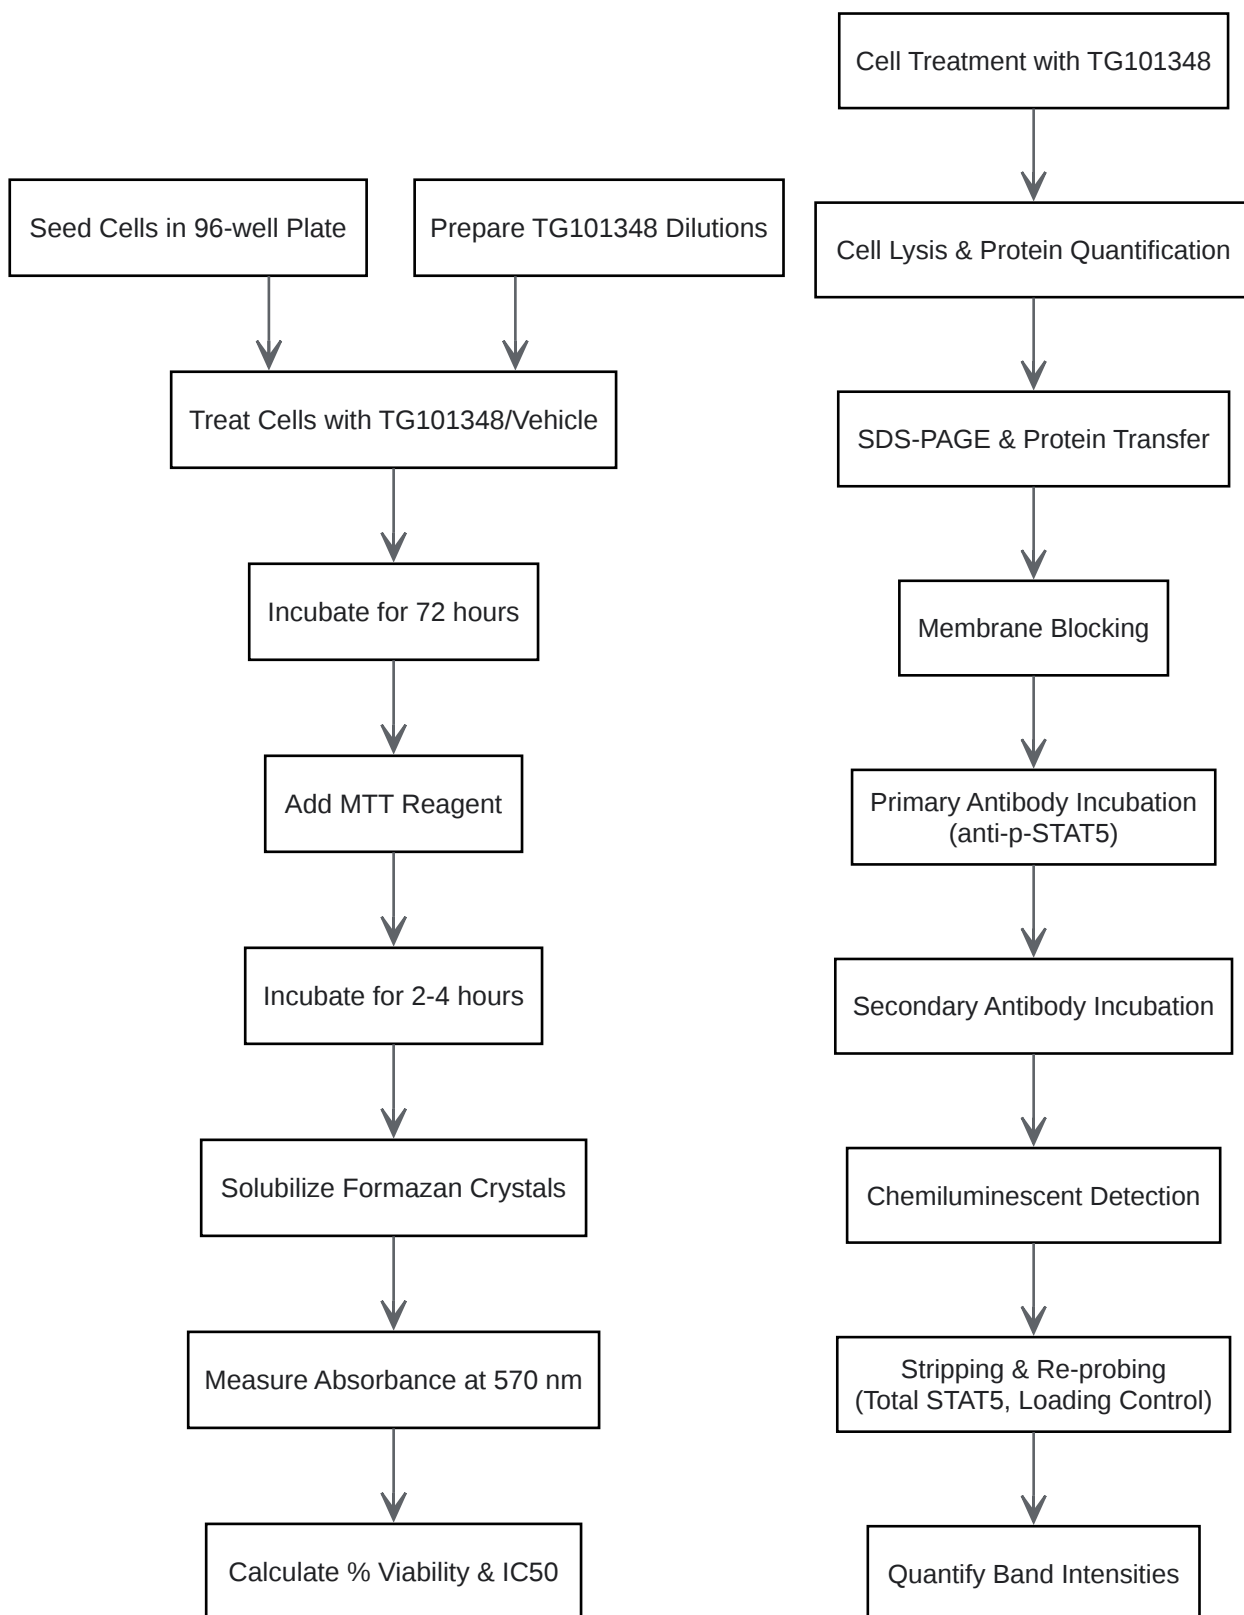 Seed Cells in 96-well Plate
Prepare TG101348 Dilutions
Treat Cells with TG101348/Vehicle
Incubate for 72 hours
Add MTT Reagent
Incubate for 2-4 hours
Solubilize Formazan Crystals
Measure Absorbance at 570 nm
Calculate % Viability & IC50
Cell Treatment with TG101348
Cell Lysis & Protein Quantification
SDS-PAGE & Protein Transfer
Membrane Blocking
Primary Antibody Incubation
(anti-p-STAT5)
Secondary Antibody Incubation
Chemiluminescent Detection
Stripping & Re-probing
(Total STAT5, Loading Control)
Quantify Band Intensities